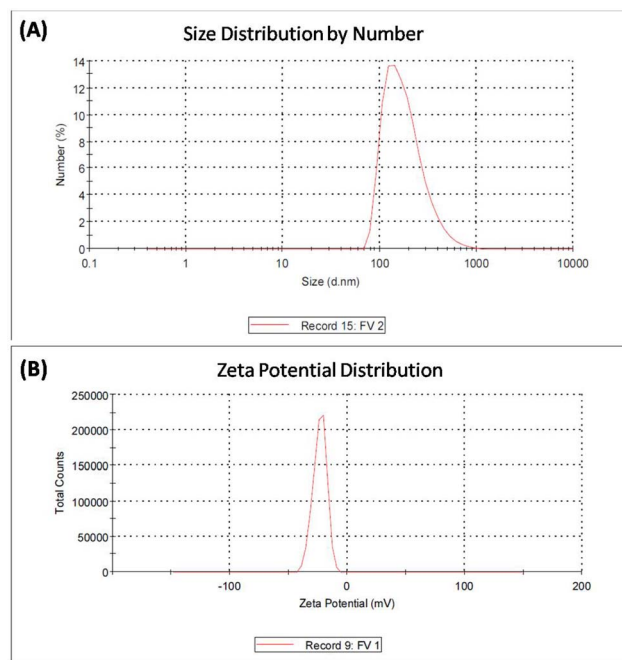 (A)
Size Distribution by Number
14
12
10
8
6
4
2
0
Number (%)
0.1 1 10 100 1000 10000
Size (d.nm)
Record 15: FV 2
(B)
Zeta Potential Distribution
250000
200000
150000
100000
50000
0
Total Counts
-100 0 100 200
Zeta Potential (mV)
Record 9: FV 1